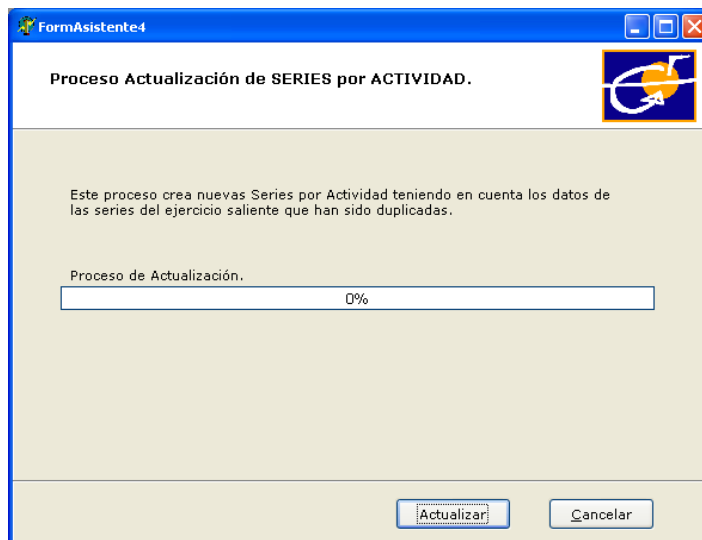 FormAsistente4
Proceso Actualización de SERIES por ACTIVIDAD.
Este proceso crea nuevas Series por Actividad teniendo en cuenta los datos de
las series del ejercicio saliente que han sido duplicadas.
Proceso de Actualización.
0%
Actualizar
Cancelar